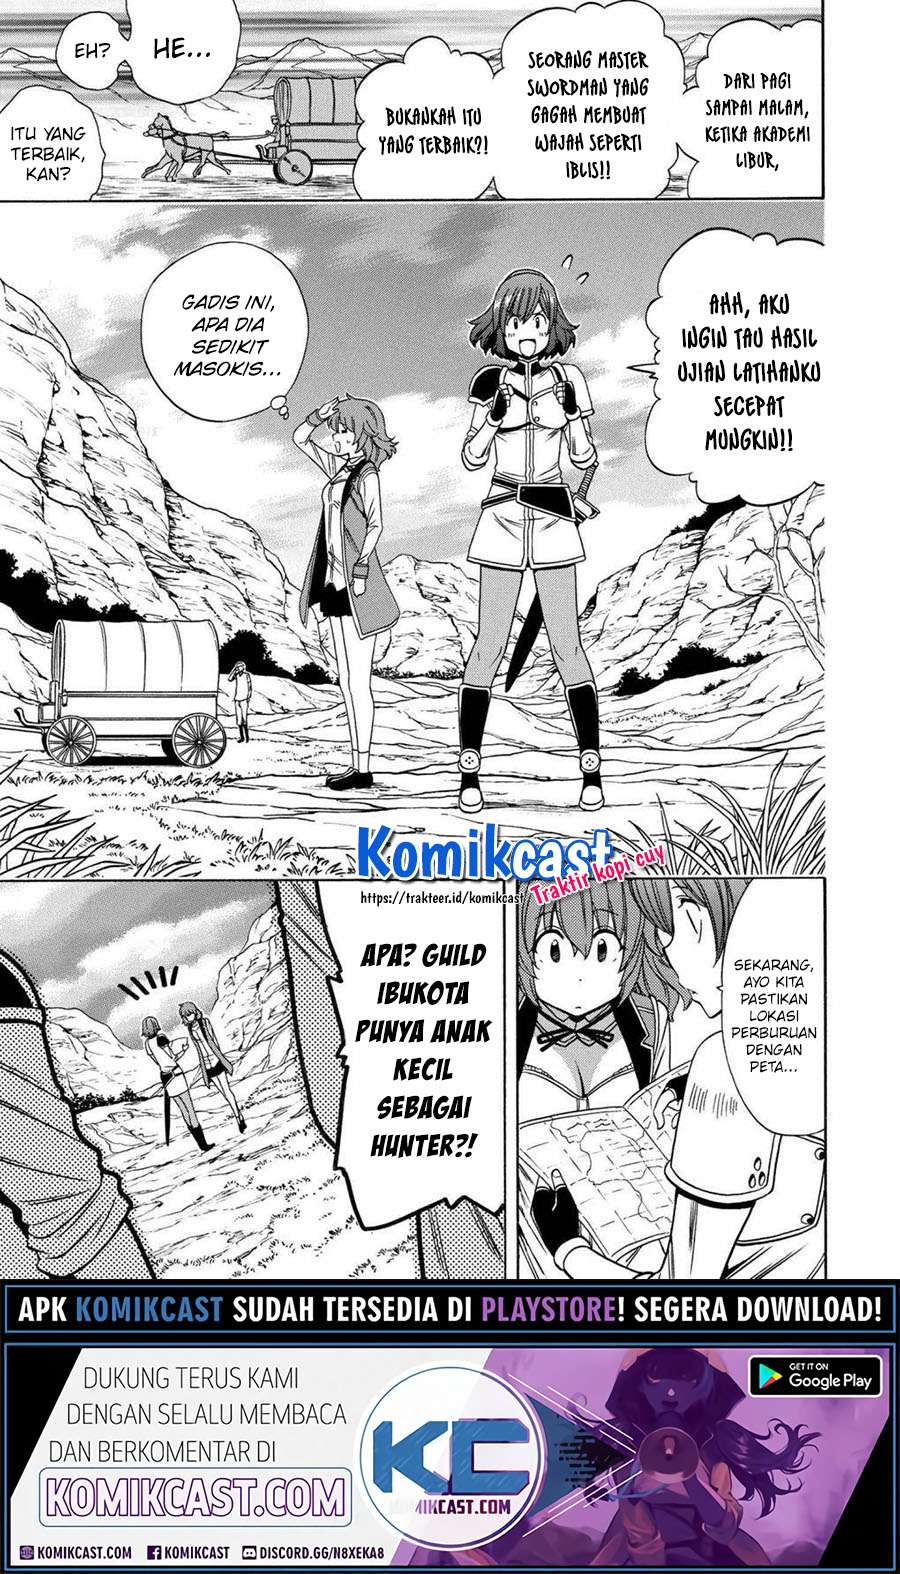 DARI PAGI
SAMPAI MALAM,
KETIKA AKADEMI
LIBUR,
SEORANG MASTER
SWORDMAN YANG
GAGAH MEMBUAT
WAJAH SEPERTI
IBLIS!!
BUKANKAH ITU
YANG TERBAIK?!
HE...
EH?
ITU YANG
TERBAIK,
KAN?
AHH, AKU
INGIN TAU HASIL
UJIAN LATIHANKU
SECEPAT
MUNGKIN!!
GADIS INI,
APA DIA
SEDIKIT
MASOKIS...
Komikcast
Traktir kopi cuy
https://trakteer.id/komikcast
SEKARANG,
AYO KITA
PASTIKAN
LOKASI
PERBURUAN
DENGAN
PETA...
APA? GUILD
IBUKOTA
PUNYA ANAK
KECIL
SEBAGAI
HUNTER?!
APK KOMIKCAST SUDAH TERSEDIA DI PLAYSTORE! SEGERA DOWNLOAD!
DUKUNG TERUS KAMI
DENGAN SELALU MEMBACA
DAN BERKOMENTAR DI
KOMIKCAST.COM
KOMIKCAST.COM KOMIKCAST DISCORD.GG/N8XEKA8
KC
KOMIKCAST.COM
GET IT ON
Google Play